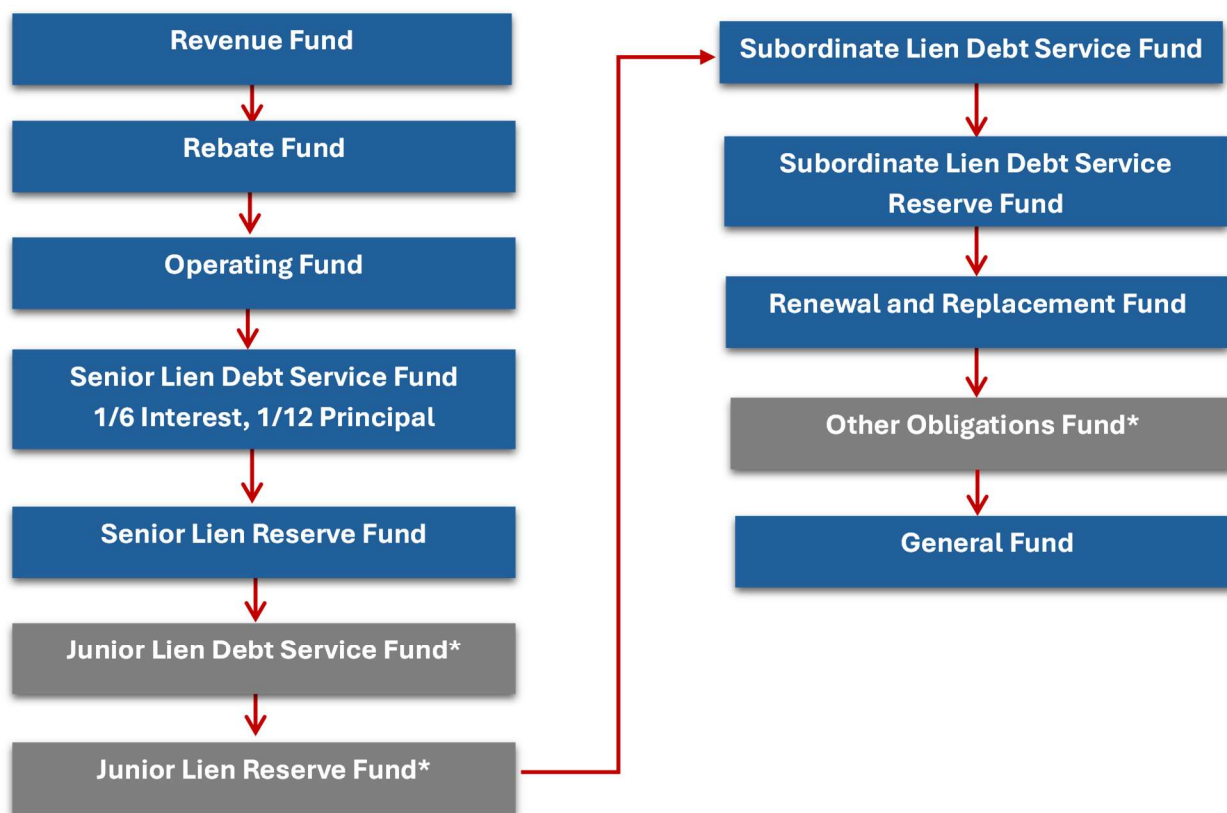 Revenue Fund
Rebate Fund
Operating Fund
Senior Lien Debt Service Fund
1/6 Interest, 1/12 Principal
Senior Lien Reserve Fund
Junior Lien Debt Service Fund*
Junior Lien Reserve Fund*
Subordinate Lien Debt Service Fund
Subordinate Lien Debt Service
Reserve Fund
Renewal and Replacement Fund
Other Obligations Fund*
General Fund